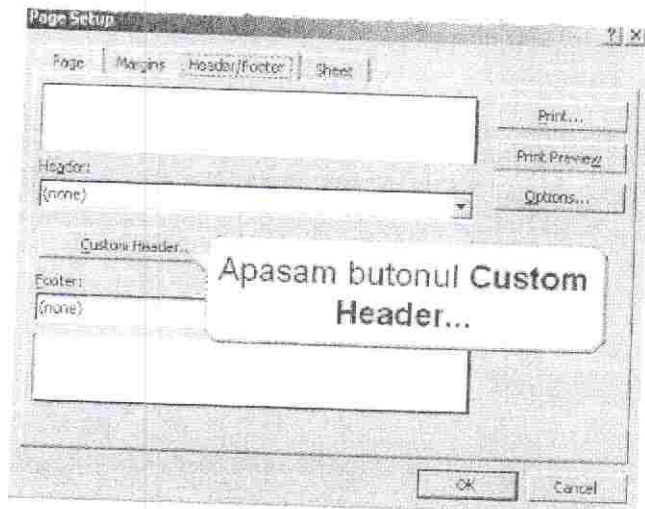 Page Setup
Page Margins Header/Footer Sheet
Print...
Print Preview
Header:
(none)
Options...
Custom Header...
Apasam butonul Custom
Header...
Footer:
(none)
OK Cancel